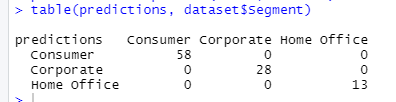 > table(predictions, dataset$Segment)
predictions   Consumer Corporate Home Office
  Consumer          58         0           0
  Corporate          0        28           0
  Home Office        0         0          13
>